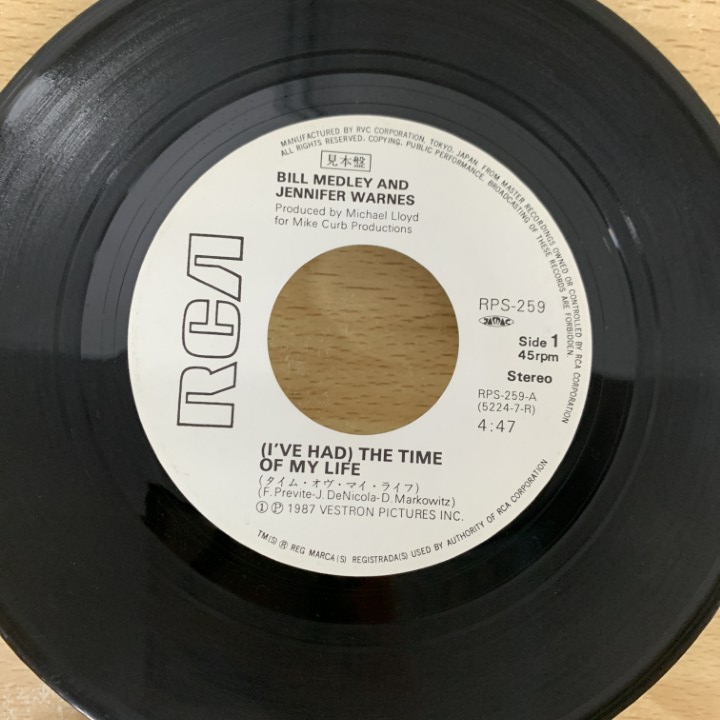 MANUFACTURED BY RVC CORPORATION, TOKYO, JAPAN, FROM MASTER RECORDINGS OWNED OR CONTROLLED BY RCA CORPORATION.
ALL RIGHTS RESERVED. COPYING, PUBLIC PERFORMANCE, BROADCASTING OF THESE RECORDS ARE FORBIDDEN.
見本盤
BILL MEDLEY AND
JENNIFER WARNES
Produced by Michael Lloyd
for Mike Curb Productions
RCA
RPS-259
JASRAC
Side 1
45rpm
Stereo
RPS-259-A
(5224-7-R)
4:47
(I'VE HAD) THE TIME
OF MY LIFE
(タイム・オヴ・マイ・ライフ)
(F. Previte-J. DeNicola-D. Markowitz)
① ℗ 1987 VESTRON PICTURES INC.
TM(S) ® REG MARCA(S) REGISTRADA(S) USED BY AUTHORITY OF RCA CORPORATION